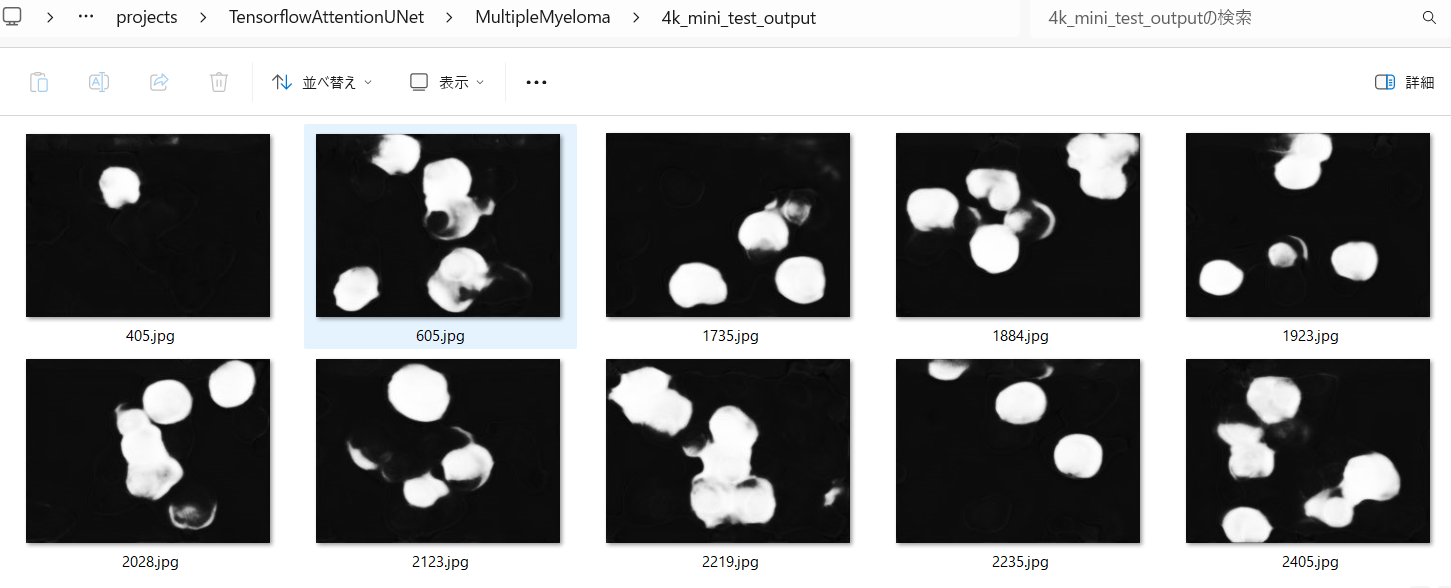 … projects > TensorflowAttentionUNet > MultipleMyeloma > 4k_mini_test_output
4k_mini_test_outputの検索
並べ替え 表示 … 詳細
405.jpg 605.jpg 1735.jpg 1884.jpg 1923.jpg
2028.jpg 2123.jpg 2219.jpg 2235.jpg 2405.jpg